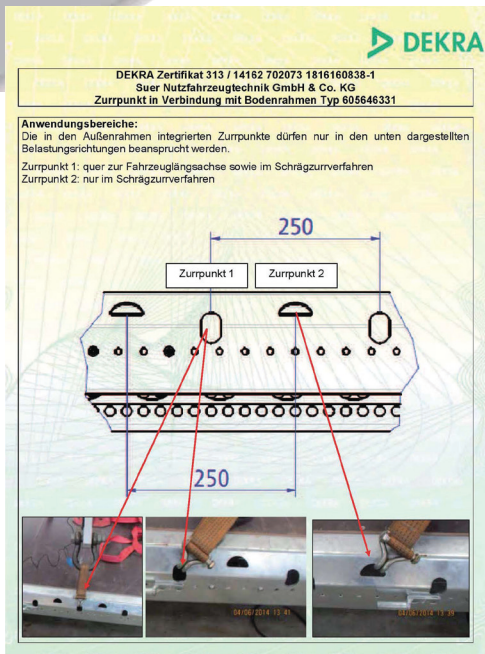 DEKRA
DEKRA Zertifikat 313 / 14162 702073 1816160838-1
Suer Nutzfahrzeugtechnik GmbH & Co. KG
Zurrpunkt in Verbindung mit Bodenrahmen Typ 605646331
Anwendungsbereiche:
Die in den Außenrahmen integrierten Zurrpunkte dürfen nur in den unten dargestellten
Belastungsrichtungen beansprucht werden.
Zurrpunkt 1: quer zur Fahrzeuglängsachse sowie im Schrägzurrverfahren
Zurrpunkt 2: nur im Schrägzurrverfahren
250
Zurrpunkt 1
Zurrpunkt 2
250
04/06/2014 13 41
04/06/2014 13 39